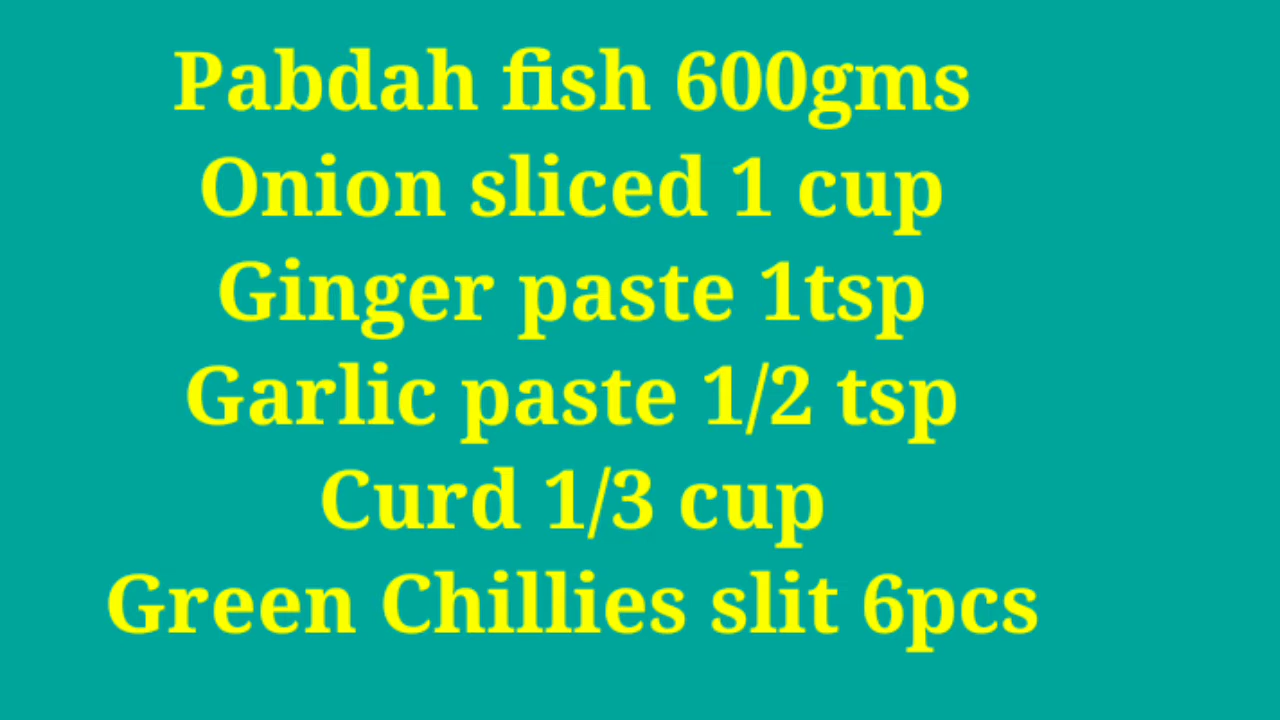 Pabdah fish 600gms
Onion sliced 1 cup
Ginger paste 1tsp
Garlic paste 1/2 tsp
Curd 1/3 cup
Green Chillies slit 6pcs